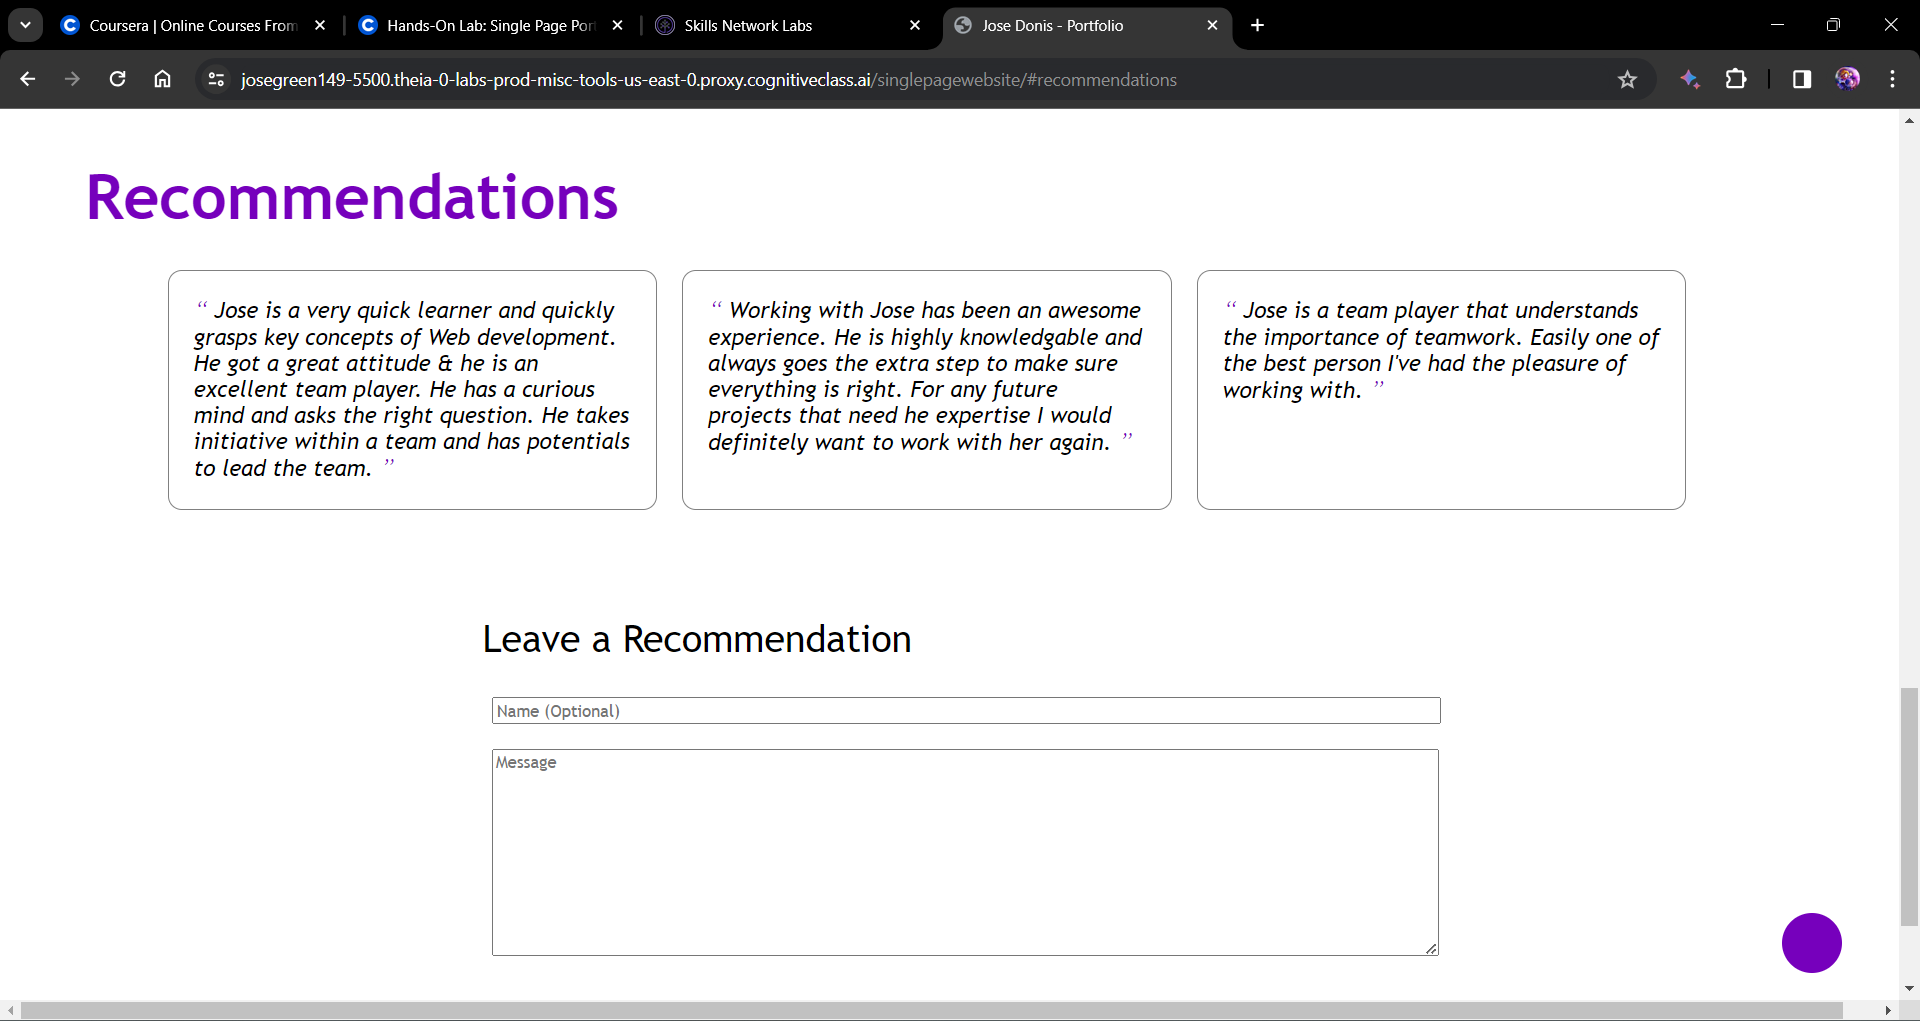 Coursera | Online Courses From
Hands-On Lab: Single Page Por
Skills Network Labs
Jose Donis - Portfolio
josegreen149-5500.theia-0-labs-prod-misc-tools-us-east-0.proxy.cognitiveclass.ai/singlepagewebsite/#recommendations
Recommendations
“ Jose is a very quick learner and quickly
grasps key concepts of Web development.
He got a great attitude & he is an
excellent team player. He has a curious
mind and asks the right question. He takes
initiative within a team and has potentials
to lead the team. ”
“ Working with Jose has been an awesome
experience. He is highly knowledgable and
always goes the extra step to make sure
everything is right. For any future
projects that need he expertise I would
definitely want to work with her again. ”
“ Jose is a team player that understands
the importance of teamwork. Easily one of
the best person I've had the pleasure of
working with. ”
Leave a Recommendation
Name (Optional)
Message